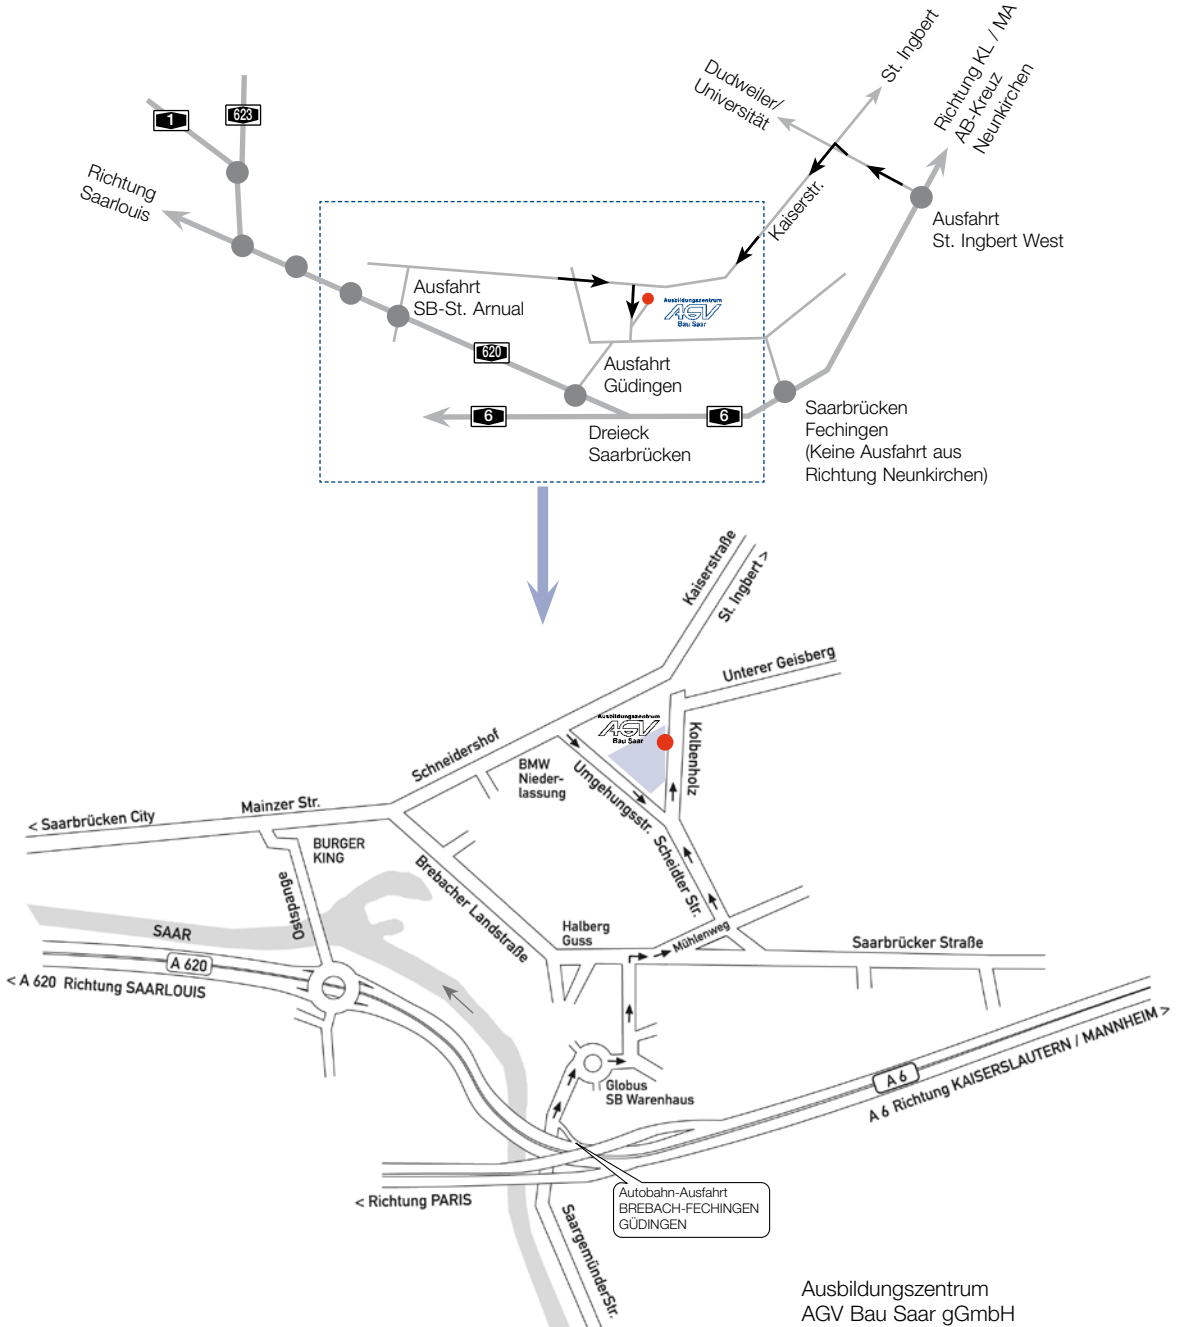 St. Ingbert
Richtung KL / MA
AB-Kreuz
Neunkirchen
Dudweiler/
Universität
1
623
Richtung
Saarlouis
Kaiserstr.
Ausfahrt
St. Ingbert West
Ausfahrt
SB-St. Arnual
Ausbildungszentrum
AGV
Bau Saar
620
Ausfahrt
Güdingen
6
6
Dreieck
Saarbrücken
Saarbrücken
Fechingen
(Keine Ausfahrt aus
Richtung Neunkirchen)
Kaiserstraße
St. Ingbert >
Unterer Geisberg
Ausbildungszentrum
AGV
Bau Saar
Kolbenholz
Schneidershof
BMW
Nieder-
lassung
Umgehungsstr.
Scheidter Str.
Mainzer Str.
< Saarbrücken City
BURGER
KING
Ostspange
Brebacher Landstraße
Halberg
Guss
Mühlenweg
Saarbrücker Straße
SAAR
A 620
< A 620 Richtung SAARLOUIS
Globus
SB Warenhaus
A 6
A 6 Richtung KAISERSLAUTERN / MANNHEIM >
< Richtung PARIS
Autobahn-Ausfahrt
BREBACH-FECHINGEN
GÜDINGEN
SaargemünderStr.
Ausbildungszentrum
AGV Bau Saar gGmbH